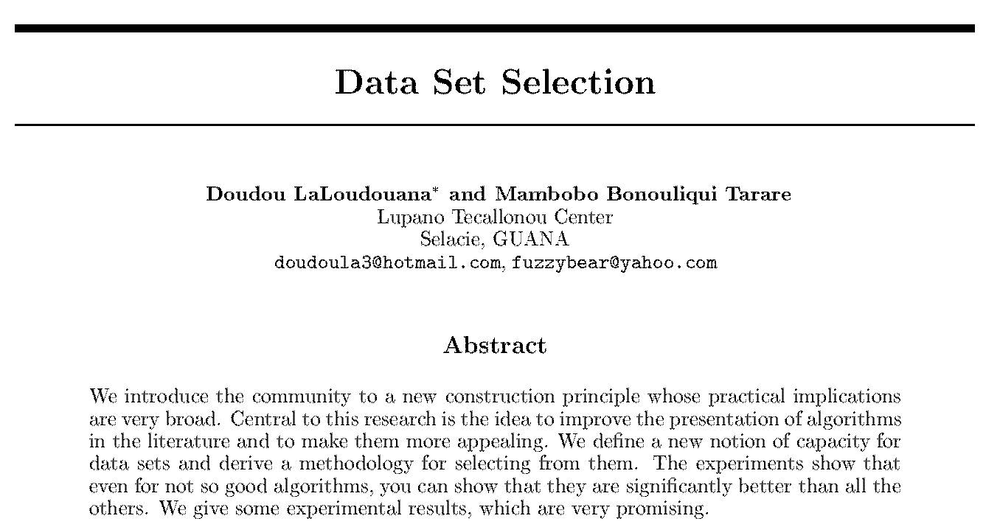 Data Set Selection
Doudou LaLoudouana* and Mambobo Bonouliqui Tarare
Lupano Tecallonou Center
Selacie, GUANA
doudoula3@hotmail.com, fuzzybear@yahoo.com
Abstract
We introduce the community to a new construction principle whose practical implications
are very broad. Central to this research is the idea to improve the presentation of algorithms
in the literature and to make them more appealing. We define a new notion of capacity for
data sets and derive a methodology for selecting from them. The experiments show that
even for not so good algorithms, you can show that they are significantly better than all the
others. We give some experimental results, which are very promising.